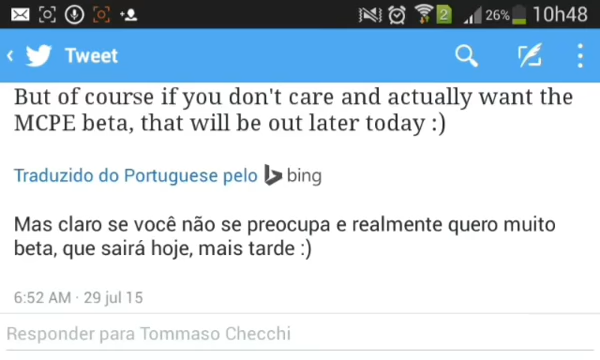 2 26% 10h48
Tweet
But of course if you don't care and actually want the
MCPE beta, that will be out later today :)
Traduzido do Portuguese pelo bing
Mas claro se você não se preocupa e realmente quero muito
beta, que sairá hoje, mais tarde :)
6:52 AM · 29 jul 15
Responder para Tommaso Checchi